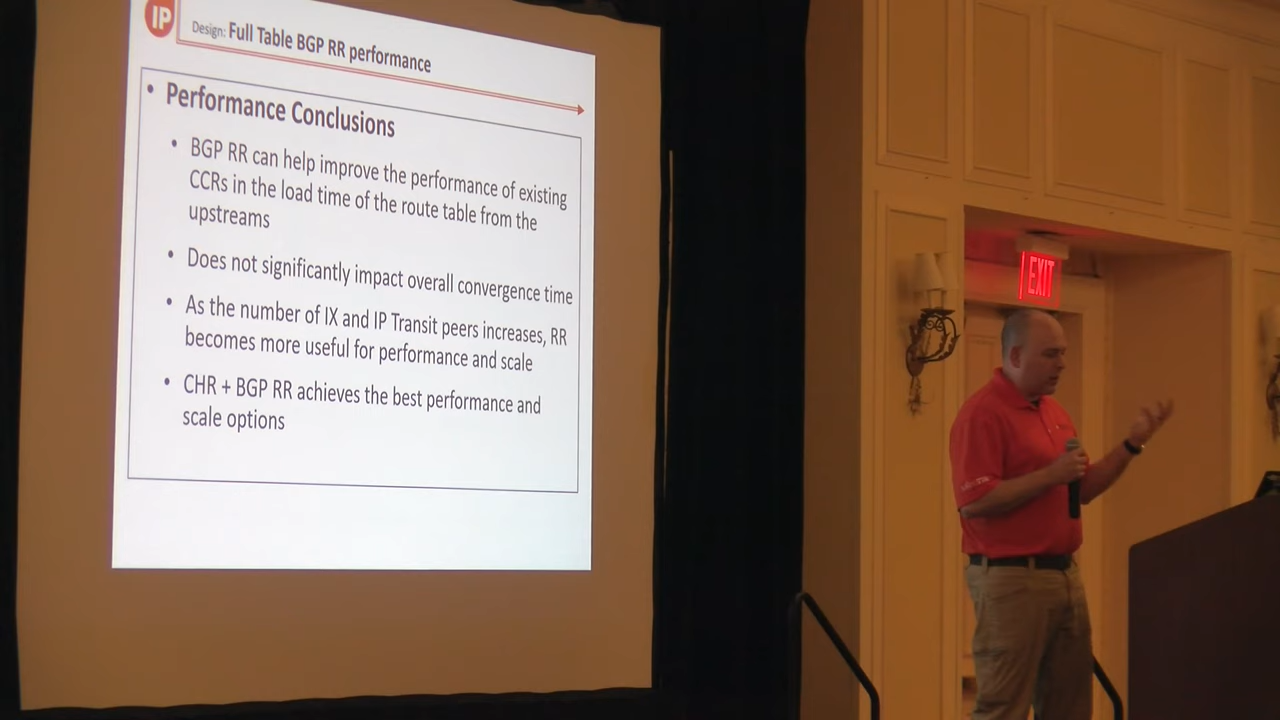 IP
Design: Full Table BGP RR performance
• Performance Conclusions
• BGP RR can help improve the performance of existing
CCRs in the load time of the route table from the
upstreams
• Does not significantly impact overall convergence time
• As the number of IX and IP Transit peers increases, RR
becomes more useful for performance and scale
• CHR + BGP RR achieves the best performance and
scale options
EXIT